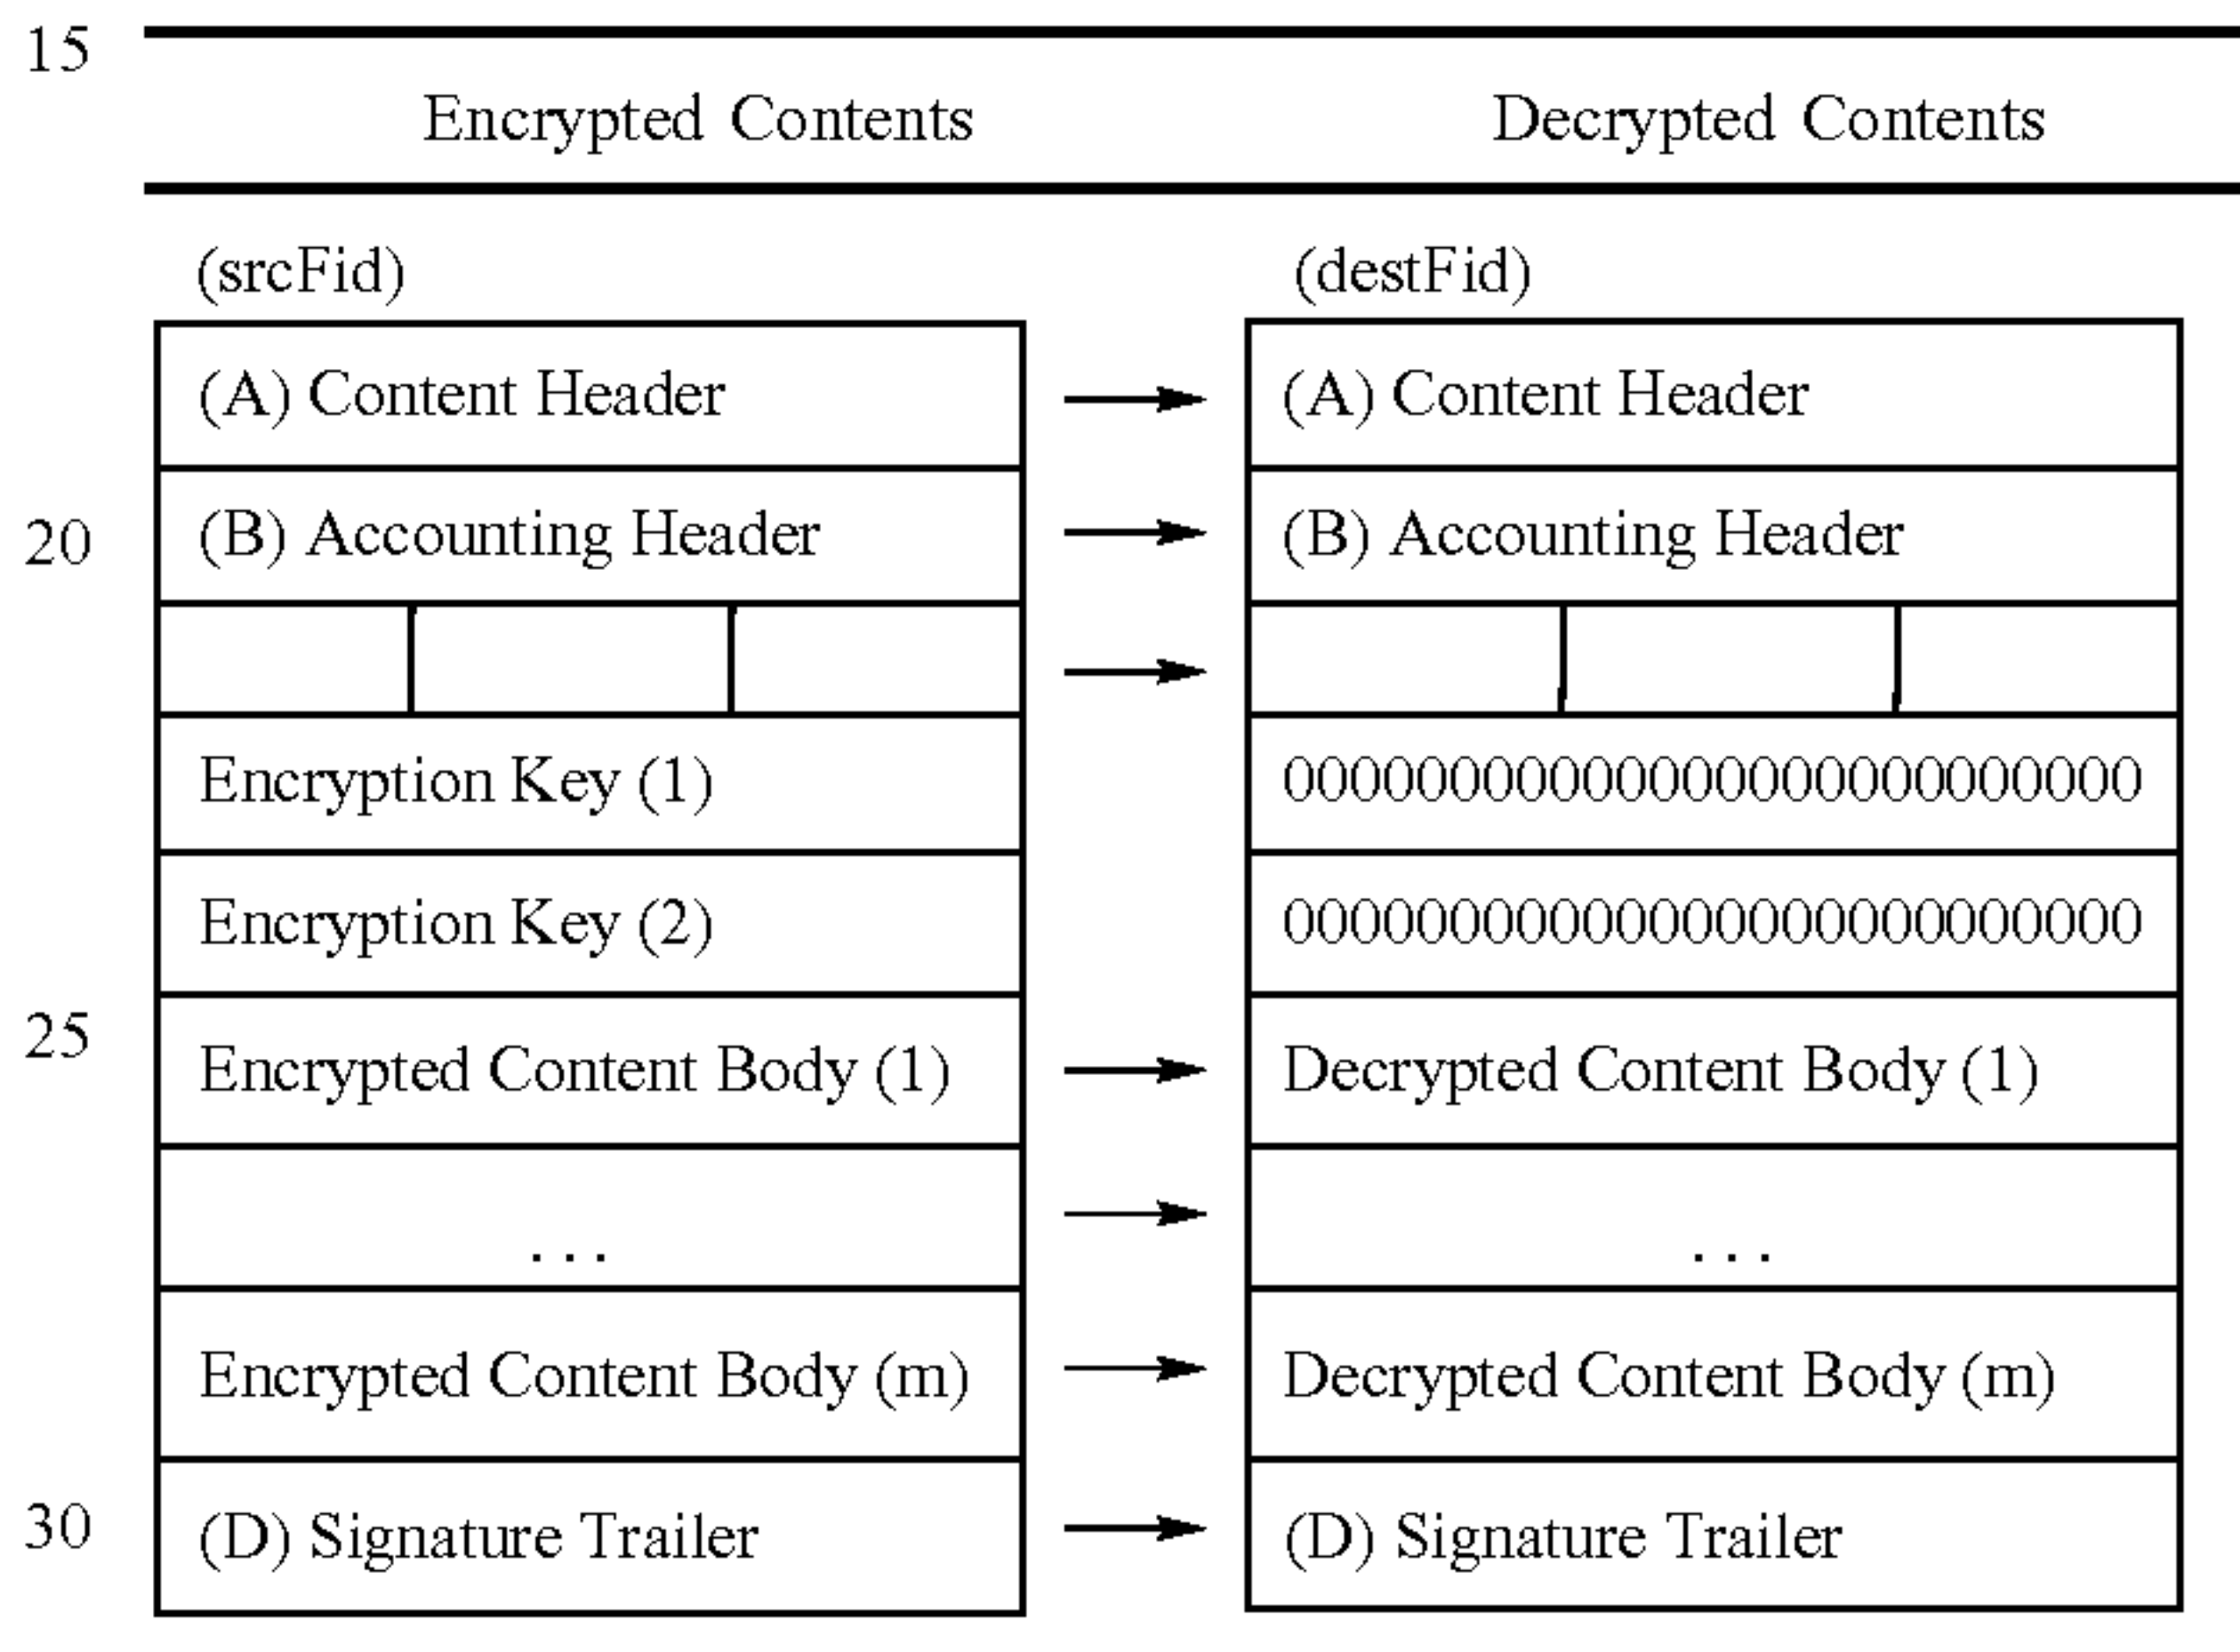 15
Encrypted Contents Decrypted Contents
(srcFid) (destFid)
(A) Content Header (A) Content Header
20 (B) Accounting Header (B) Accounting Header
Encryption Key (1) 00000000000000000000000000
Encryption Key (2) 00000000000000000000000000
25
Encrypted Content Body (1) Decrypted Content Body (1)
... ...
Encrypted Content Body (m) Decrypted Content Body (m)
30 (D) Signature Trailer (D) Signature Trailer